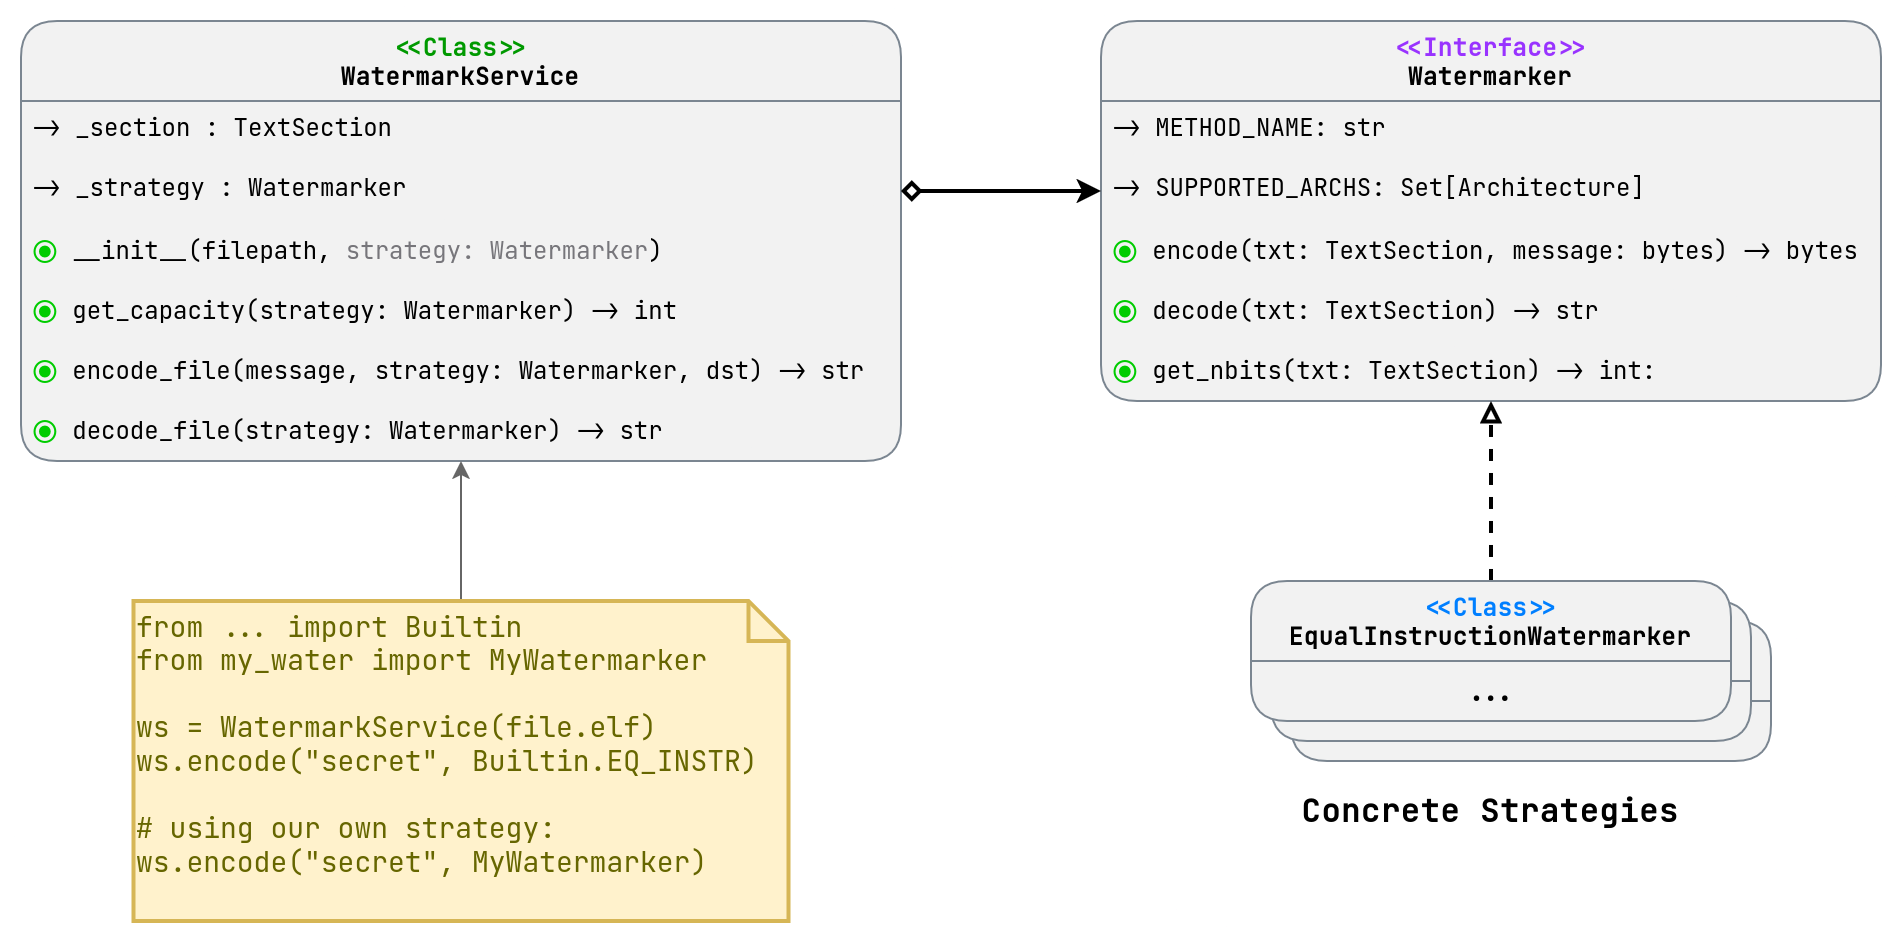 <<Class>>
WatermarkService
→ _section : TextSection
→ _strategy : Watermarker
__init__(filepath, strategy: Watermarker)
get_capacity(strategy: Watermarker) → int
encode_file(message, strategy: Watermarker, dst) → str
decode_file(strategy: Watermarker) → str
<<Interface>>
Watermarker
→ METHOD_NAME: str
→ SUPPORTED_ARCHS: Set[Architecture]
encode(txt: TextSection, message: bytes) → bytes
decode(txt: TextSection) → str
get_nbits(txt: TextSection) → int:
from ... import Builtin
from my_water import MyWatermarker
ws = WatermarkService(file.elf)
ws.encode("secret", Builtin.EQ_INSTR)
# using our own strategy:
ws.encode("secret", MyWatermarker)
<<Class>>
EqualInstructionWatermarker
...
Concrete Strategies